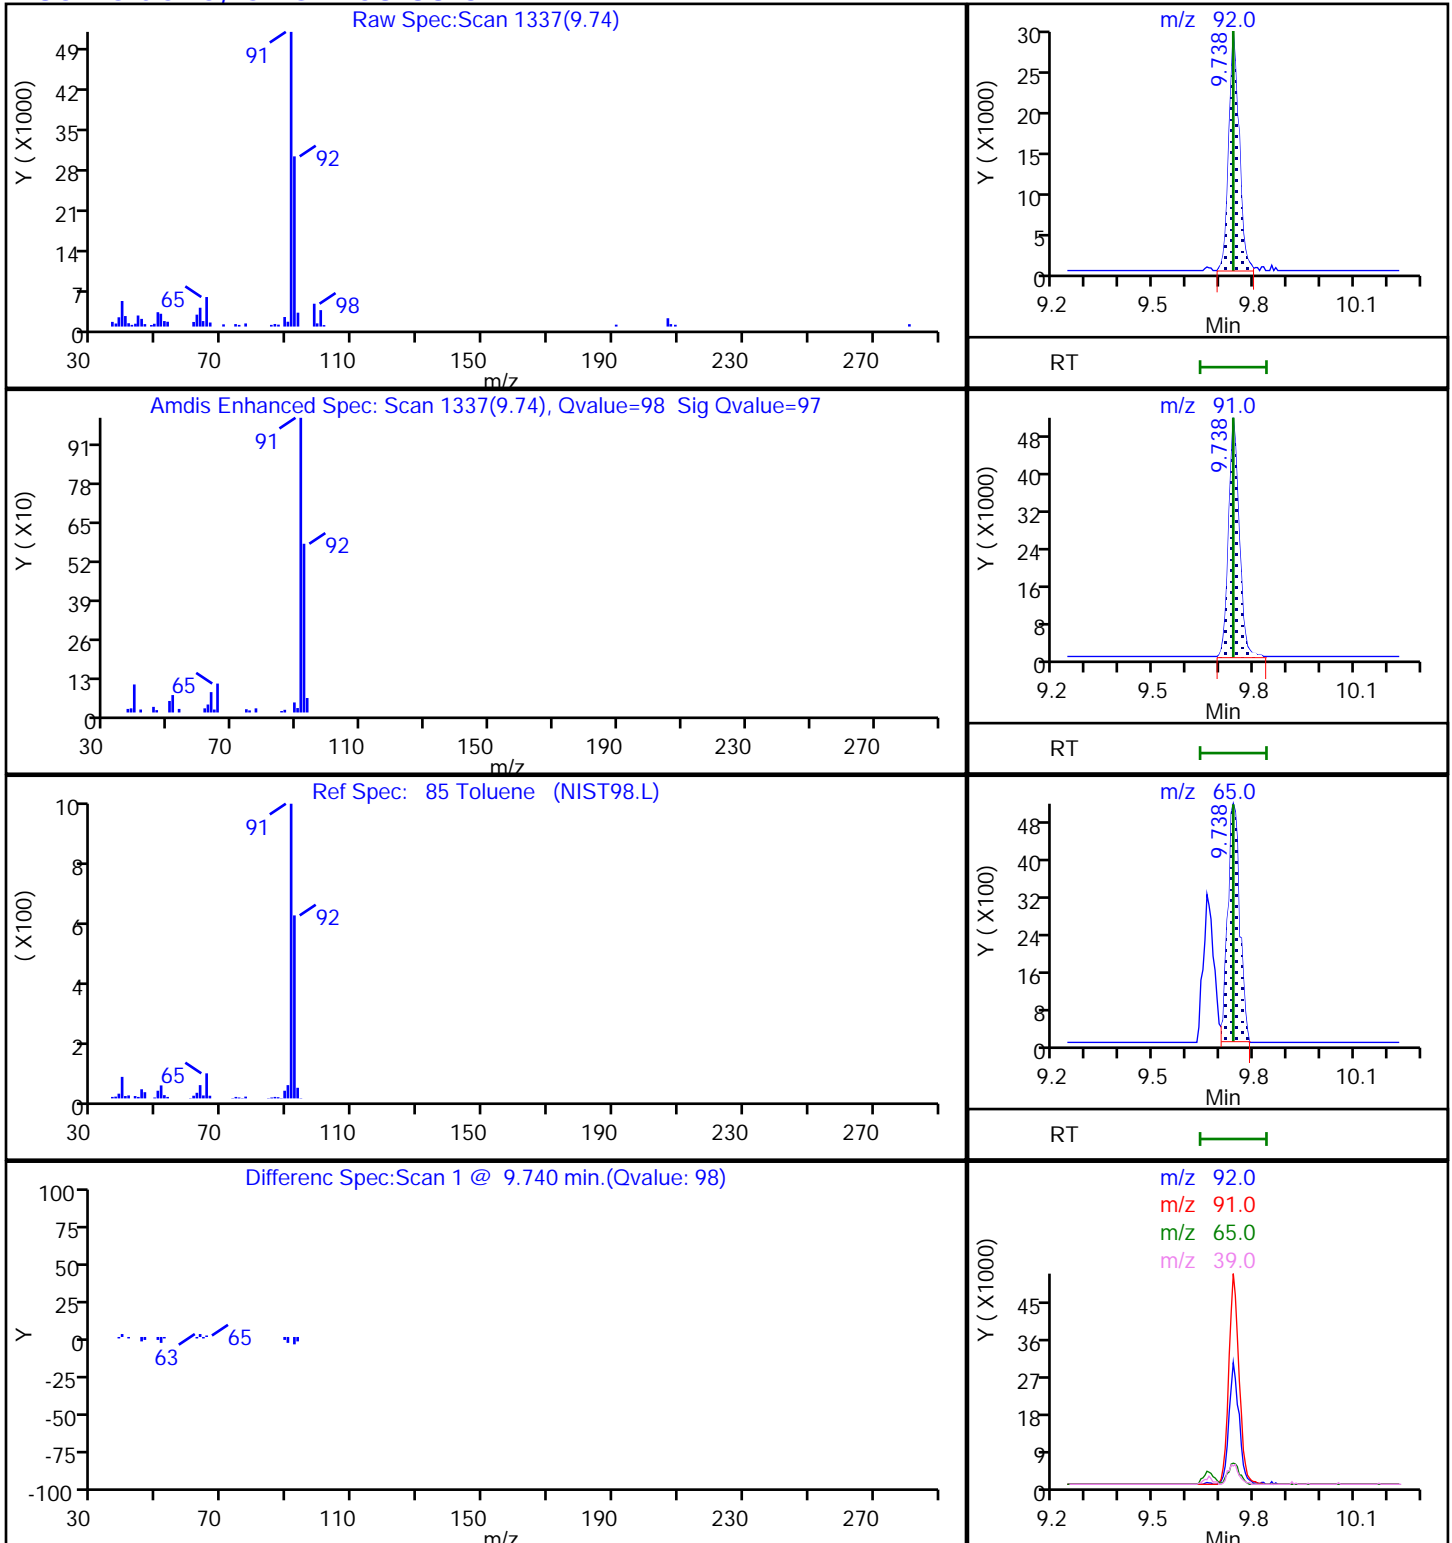 Raw Spec:Scan 1337(9.74)
Y ( X1000)
49
42
35
28
21
14
7
0
91
92
65
98
30 70 110 150 190 230 270
m/z
m/z 92.0
Y ( X1000)
30
25
20
15
10
5
0
9.738
9.2 9.5 9.8 10.1
Min
RT
Amdis Enhanced Spec: Scan 1337(9.74), Qvalue=98 Sig Qvalue=97
Y ( X10)
91
78
65
52
39
26
13
0
91
92
65
30 70 110 150 190 230 270
m/z
m/z 91.0
Y ( X1000)
48
40
32
24
16
8
0
9.738
9.2 9.5 9.8 10.1
Min
RT
Ref Spec: 85 Toluene (NIST98.L)
( X100)
10
8
6
4
2
0
91
92
65
30 70 110 150 190 230 270
m/z 65.0
Y ( X100)
48
40
32
24
16
8
0
9.738
9.2 9.5 9.8 10.1
Min
RT
Differenc Spec:Scan 1 @ 9.740 min.(Qvalue: 98)
Y
100
75
50
25
0
-25
-50
-75
-100
63
65
30 70 110 150 190 230 270
m/z
m/z 92.0
m/z 91.0
m/z 65.0
m/z 39.0
Y ( X1000)
45
36
27
18
9
0
9.2 9.5 9.8 10.1
Min